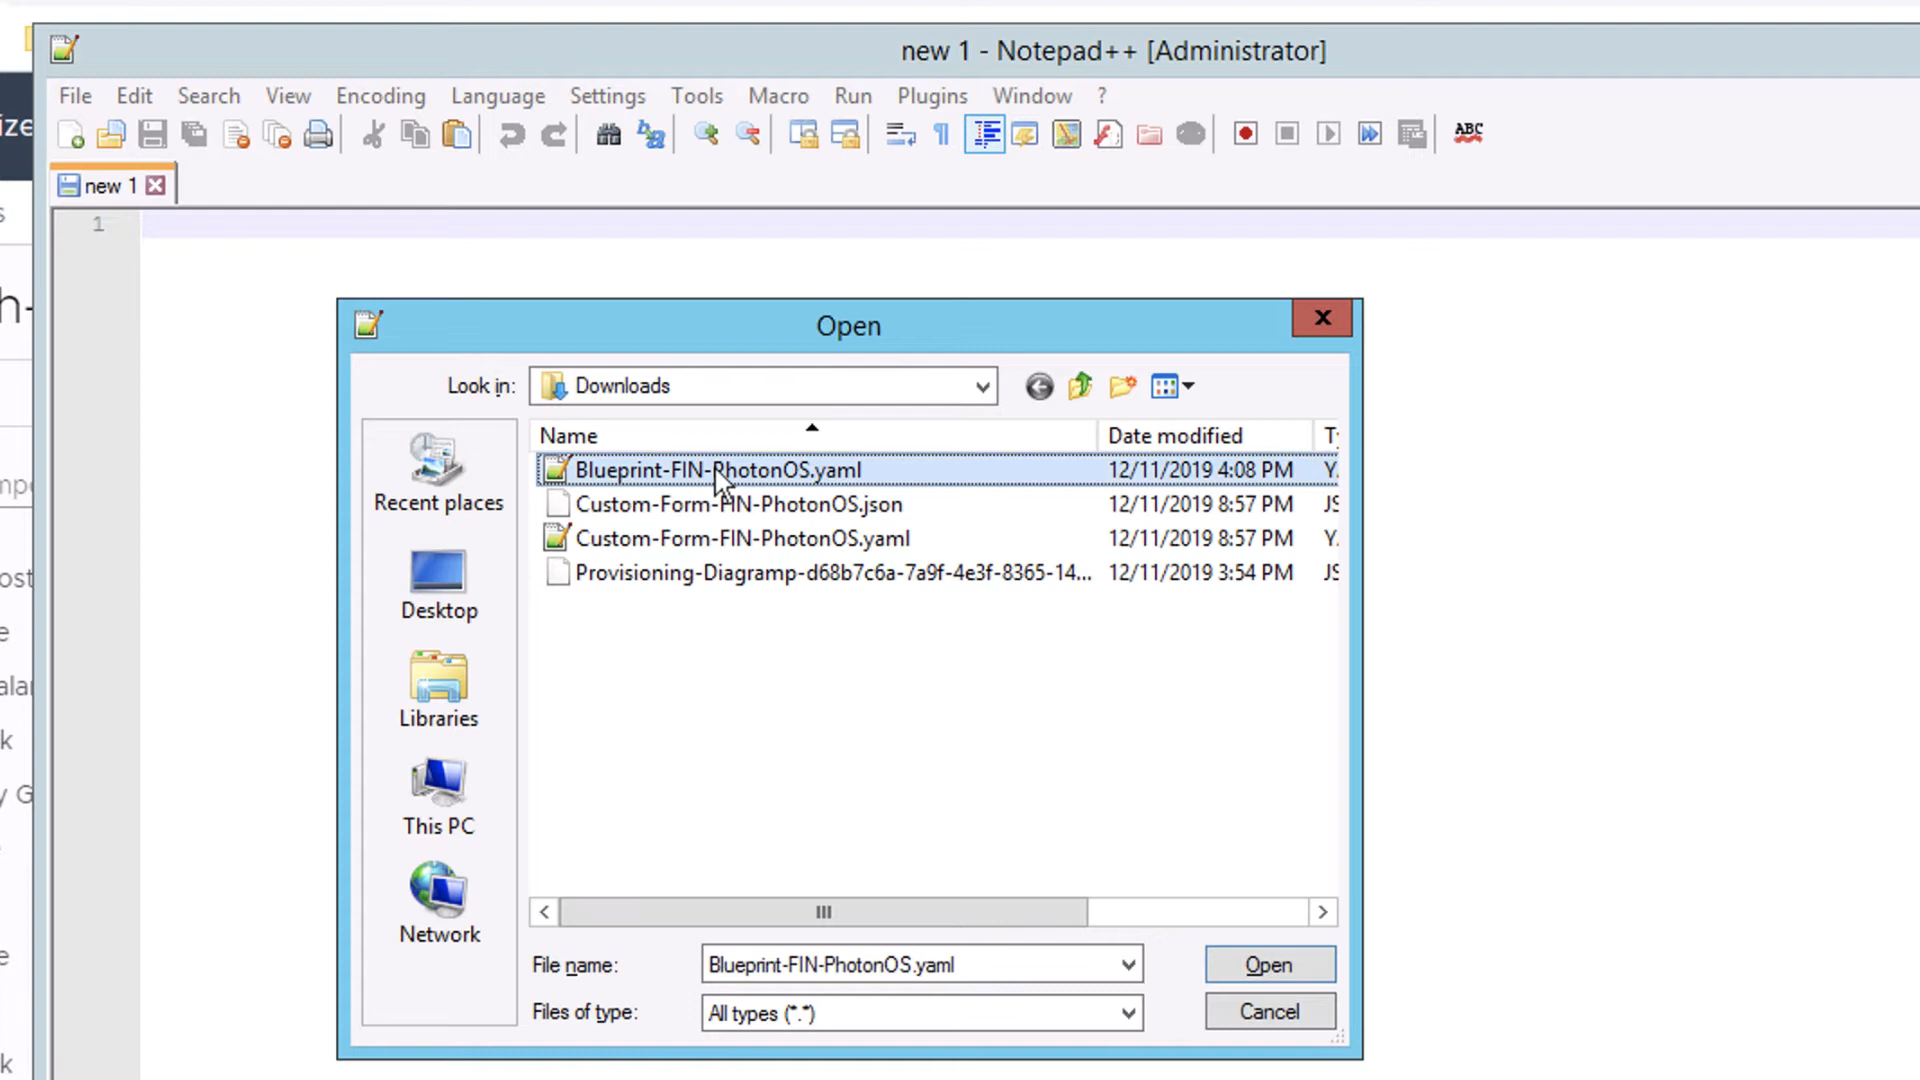 new 1 - Notepad++ [Administrator]
File Edit Search View Encoding Language Settings Tools Macro Run Plugins Window ?
ABC
new 1
1
Open
Look in: Downloads
Name Date modified
Blueprint-FIN-PhotonOS.yaml 12/11/2019 4:08 PM
Custom-Form-FIN-PhotonOS.json 12/11/2019 8:57 PM JS
Custom-Form-FIN-PhotonOS.yaml 12/11/2019 8:57 PM
Provisioning-Diagramp-d68b7c6a-7a9f-4e3f-8365-14... 12/11/2019 3:54 PM JS
Recent places
Desktop
Libraries
This PC
Network
File name: Blueprint-FIN-PhotonOS.yaml Open
Files of type: All types (*.*) Cancel